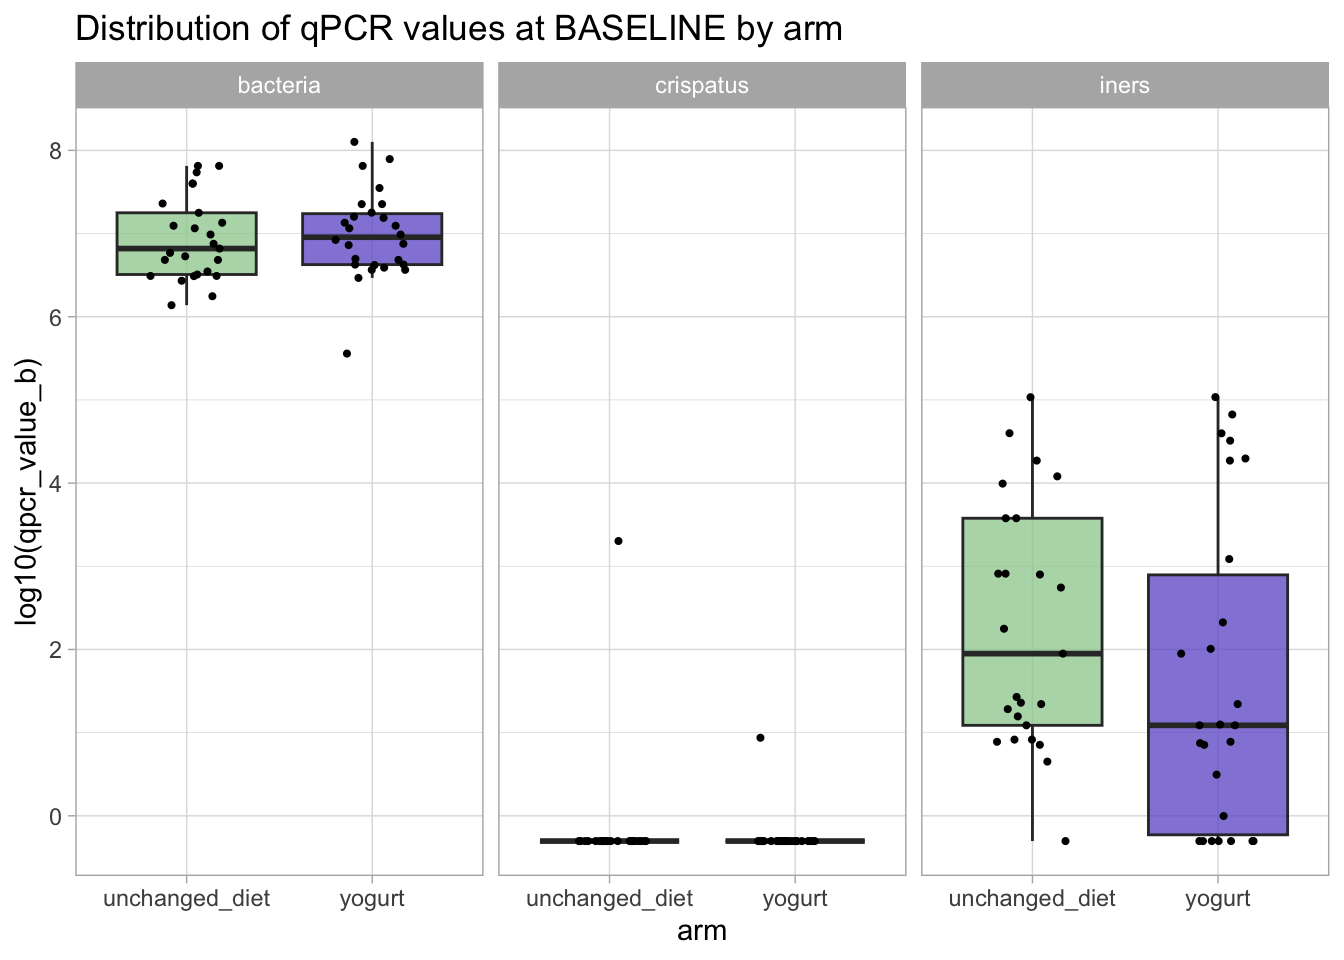 Distribution of qPCR values at BASELINE by arm
bacteria
crispatus
iners
log10(qpcr_value_b)
8
6
4
2
0
unchanged_diet
yogurt
unchanged_diet
yogurt
unchanged_diet
yogurt
arm